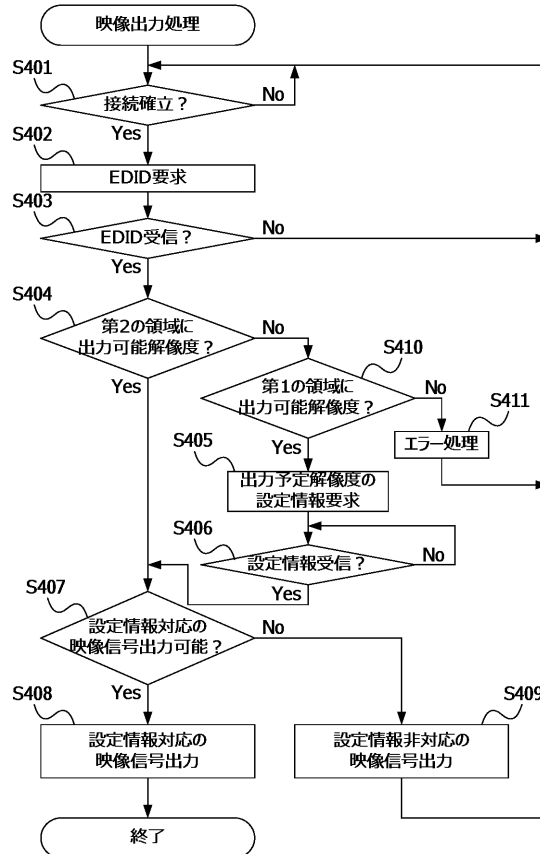 映像出力処理
S401
接続確立？
No
Yes
S402
EDID要求
S403
EDID受信？
No
Yes
S404
第2の領域に
出力可能解像度？
No
Yes
S410
第1の領域に
出力可能解像度？
No
Yes
S411
エラー処理
S405
出力予定解像度の
設定情報要求
S406
設定情報受信？
No
Yes
S407
設定情報対応の
映像信号出力可能？
No
Yes
S408
設定情報対応の
映像信号出力
S409
設定情報非対応の
映像信号出力
終了